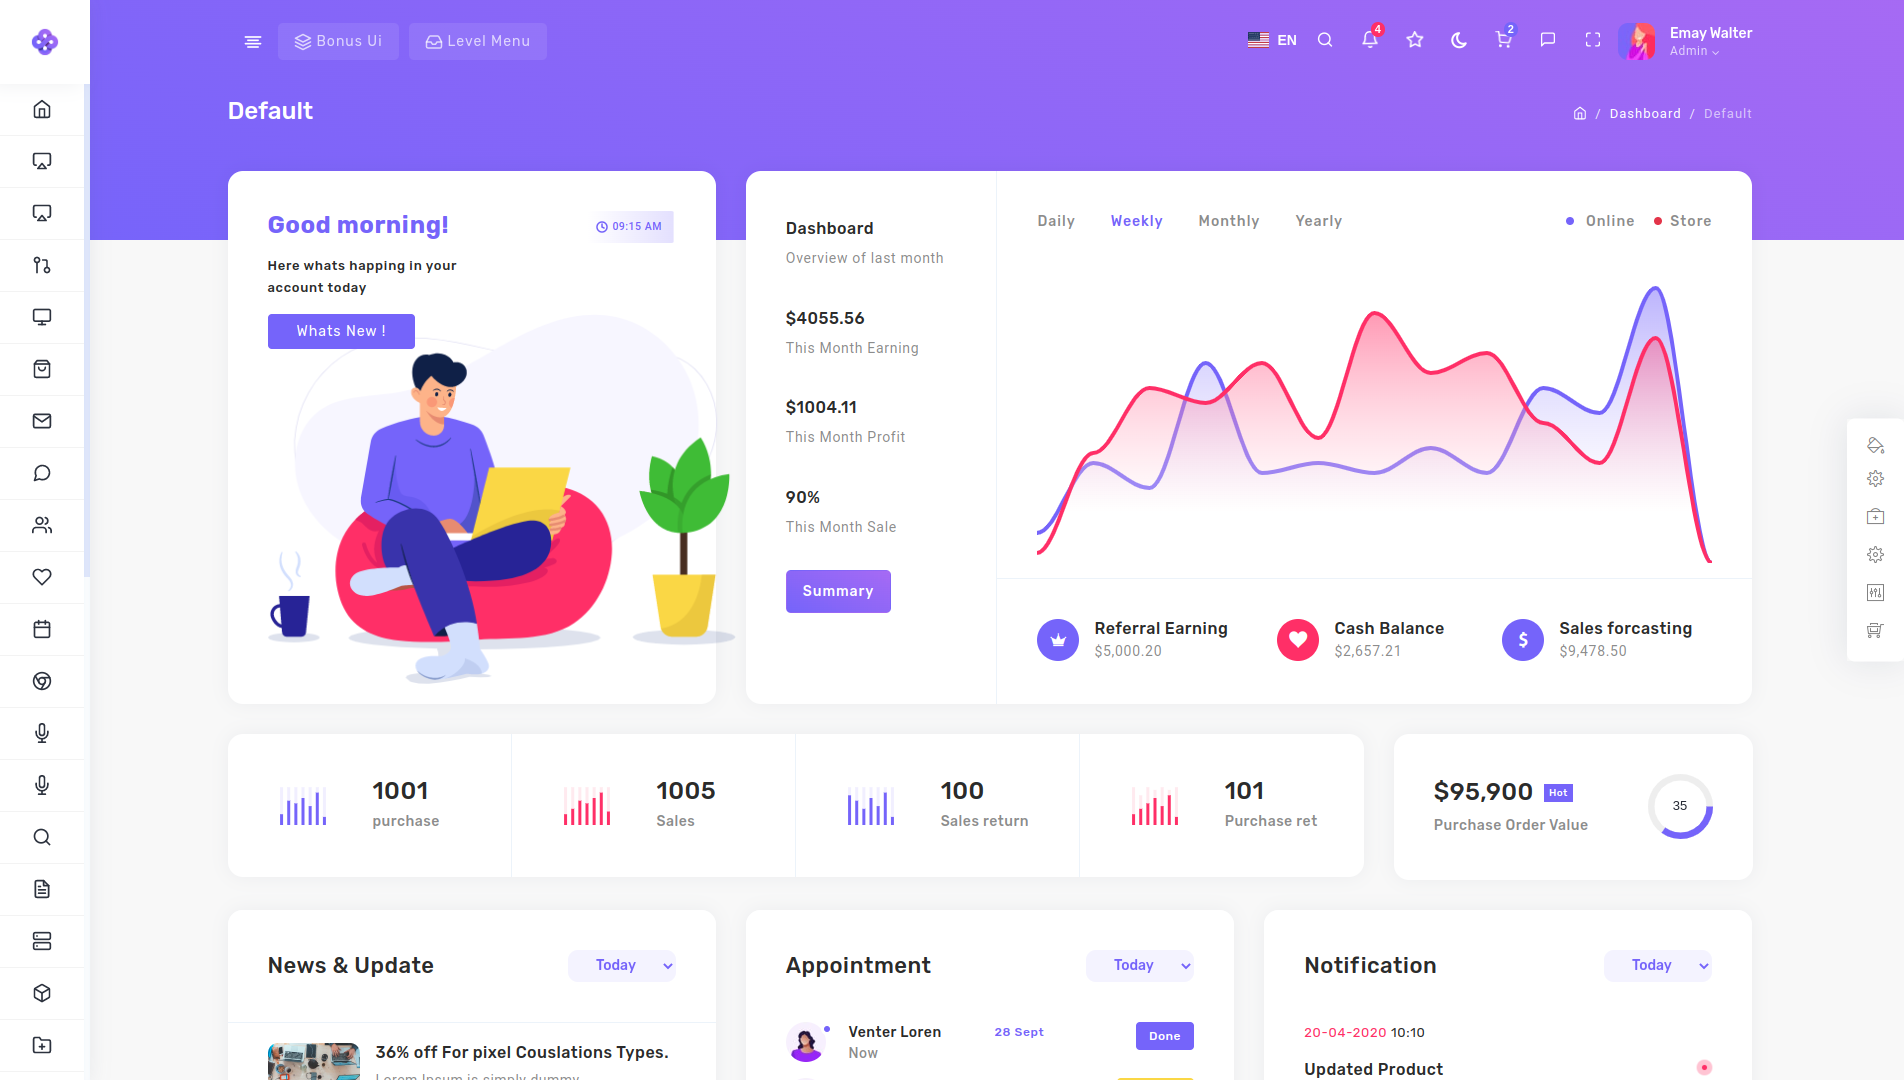 Bonus Ui
Level Menu
EN
4
2
Emay Walter
Admin
Default
/ Dashboard / Default
Good morning!
09:15 AM
Here whats happing in your
account today
Whats New !
Dashboard
Overview of last month
$4055.56
This Month Earning
$1004.11
This Month Profit
90%
This Month Sale
Summary
Daily
Weekly
Monthly
Yearly
Online
Store
Referral Earning
$5,000.20
Cash Balance
$2,657.21
Sales forcasting
$9,478.50
1001
purchase
1005
Sales
100
Sales return
101
Purchase ret
$95,900 Hot
Purchase Order Value
35
News & Update
Today
36% off For pixel Couslations Types.
Lorem Ipsum is simply dummy
Appointment
Today
Venter Loren
Now
28 Sept
Done
Notification
Today
20-04-2020 10:10
Updated Product